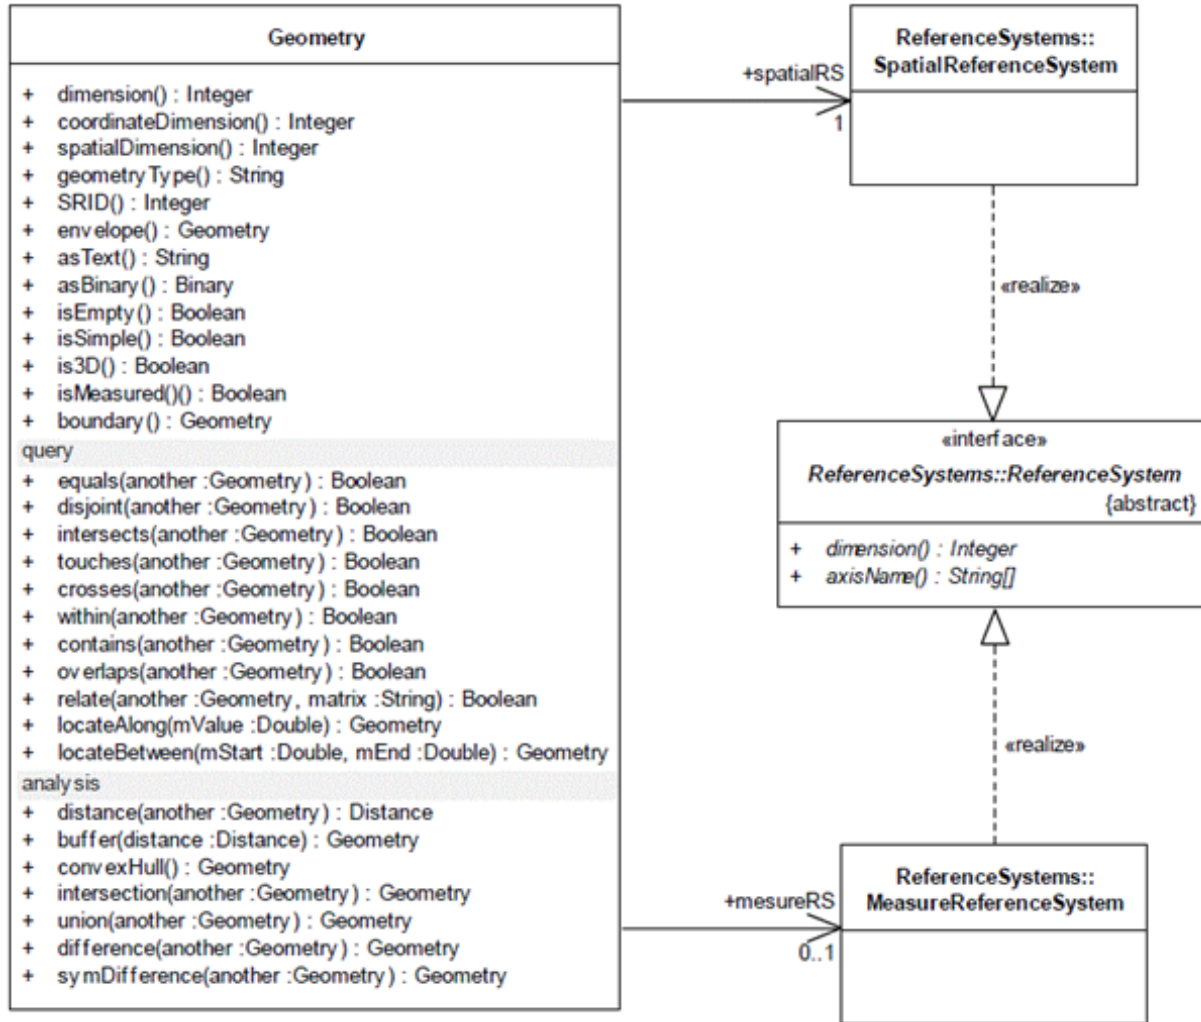 Geometry
+ dimension() : Integer
+ coordinateDimension() : Integer
+ spatialDimension() : Integer
+ geometryType() : String
+ SRID() : Integer
+ envelope() : Geometry
+ asText() : String
+ asBinary() : Binary
+ isEmpty() : Boolean
+ isSimple() : Boolean
+ is3D() : Boolean
+ isMeasured()() : Boolean
+ boundary() : Geometry
query
+ equals(another :Geometry) : Boolean
+ disjoint(another :Geometry) : Boolean
+ intersects(another :Geometry) : Boolean
+ touches(another :Geometry) : Boolean
+ crosses(another :Geometry) : Boolean
+ within(another :Geometry) : Boolean
+ contains(another :Geometry) : Boolean
+ overlaps(another :Geometry) : Boolean
+ relate(another :Geometry, matrix :String) : Boolean
+ locateAlong(mValue :Double) : Geometry
+ locateBetween(mStart :Double, mEnd :Double) : Geometry
analysis
+ distance(another :Geometry) : Distance
+ buffer(distance :Distance) : Geometry
+ convexHull() : Geometry
+ intersection(another :Geometry) : Geometry
+ union(another :Geometry) : Geometry
+ difference(another :Geometry) : Geometry
+ symDifference(another :Geometry) : Geometry
+spatialRS
1
ReferenceSystems::
SpatialReferenceSystem
«realize»
«interface»
ReferenceSystems::ReferenceSystem
{abstract}
+ dimension() : Integer
+ axisName() : String[]
«realize»
+mesureRS
0..1
ReferenceSystems::
MeasureReferenceSystem